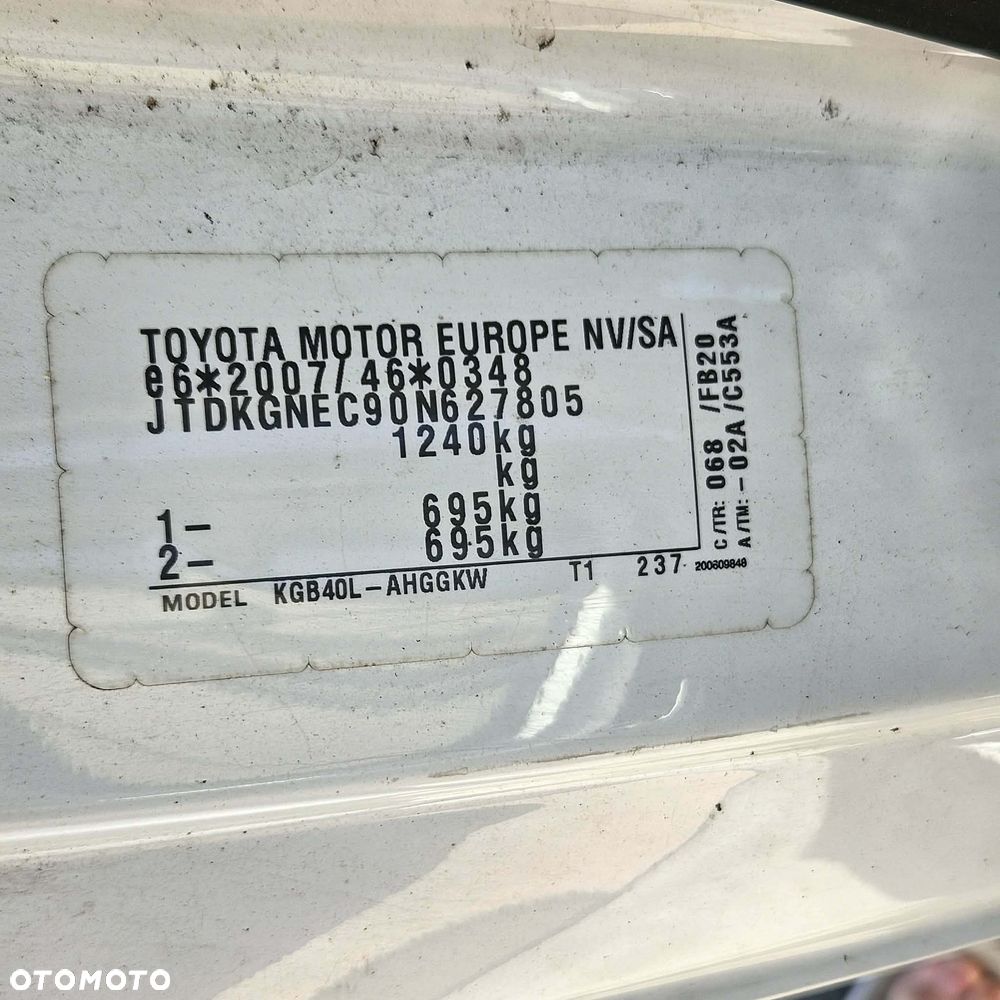 TOYOTA MOTOR EUROPE NV/SA
e6*2007/46*0348
JTDKGNEC90N627805
1240kg
kg
1- 695kg
2- 695kg
MODEL KGB40L-AHGGKW T1 237
C/TR: 068 /FB20
A/TM: -02A /C553A
200609848
OTOMOTO